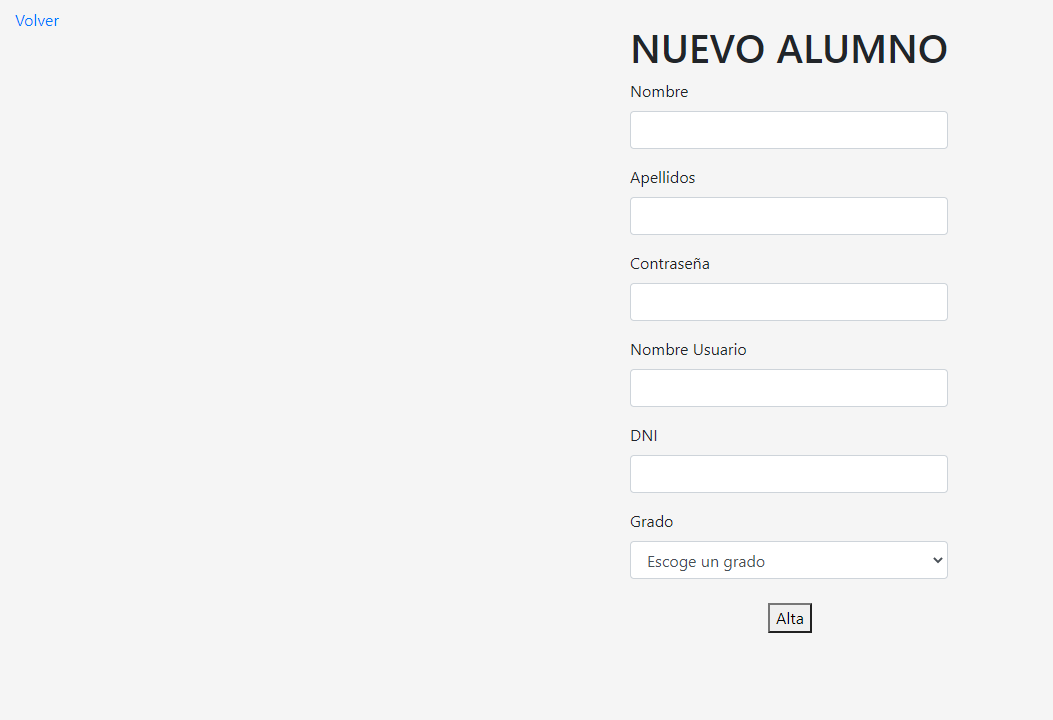 Volver
NUEVO ALUMNO
Nombre
Apellidos
Contraseña
Nombre Usuario
DNI
Grado
Escoge un grado
Alta